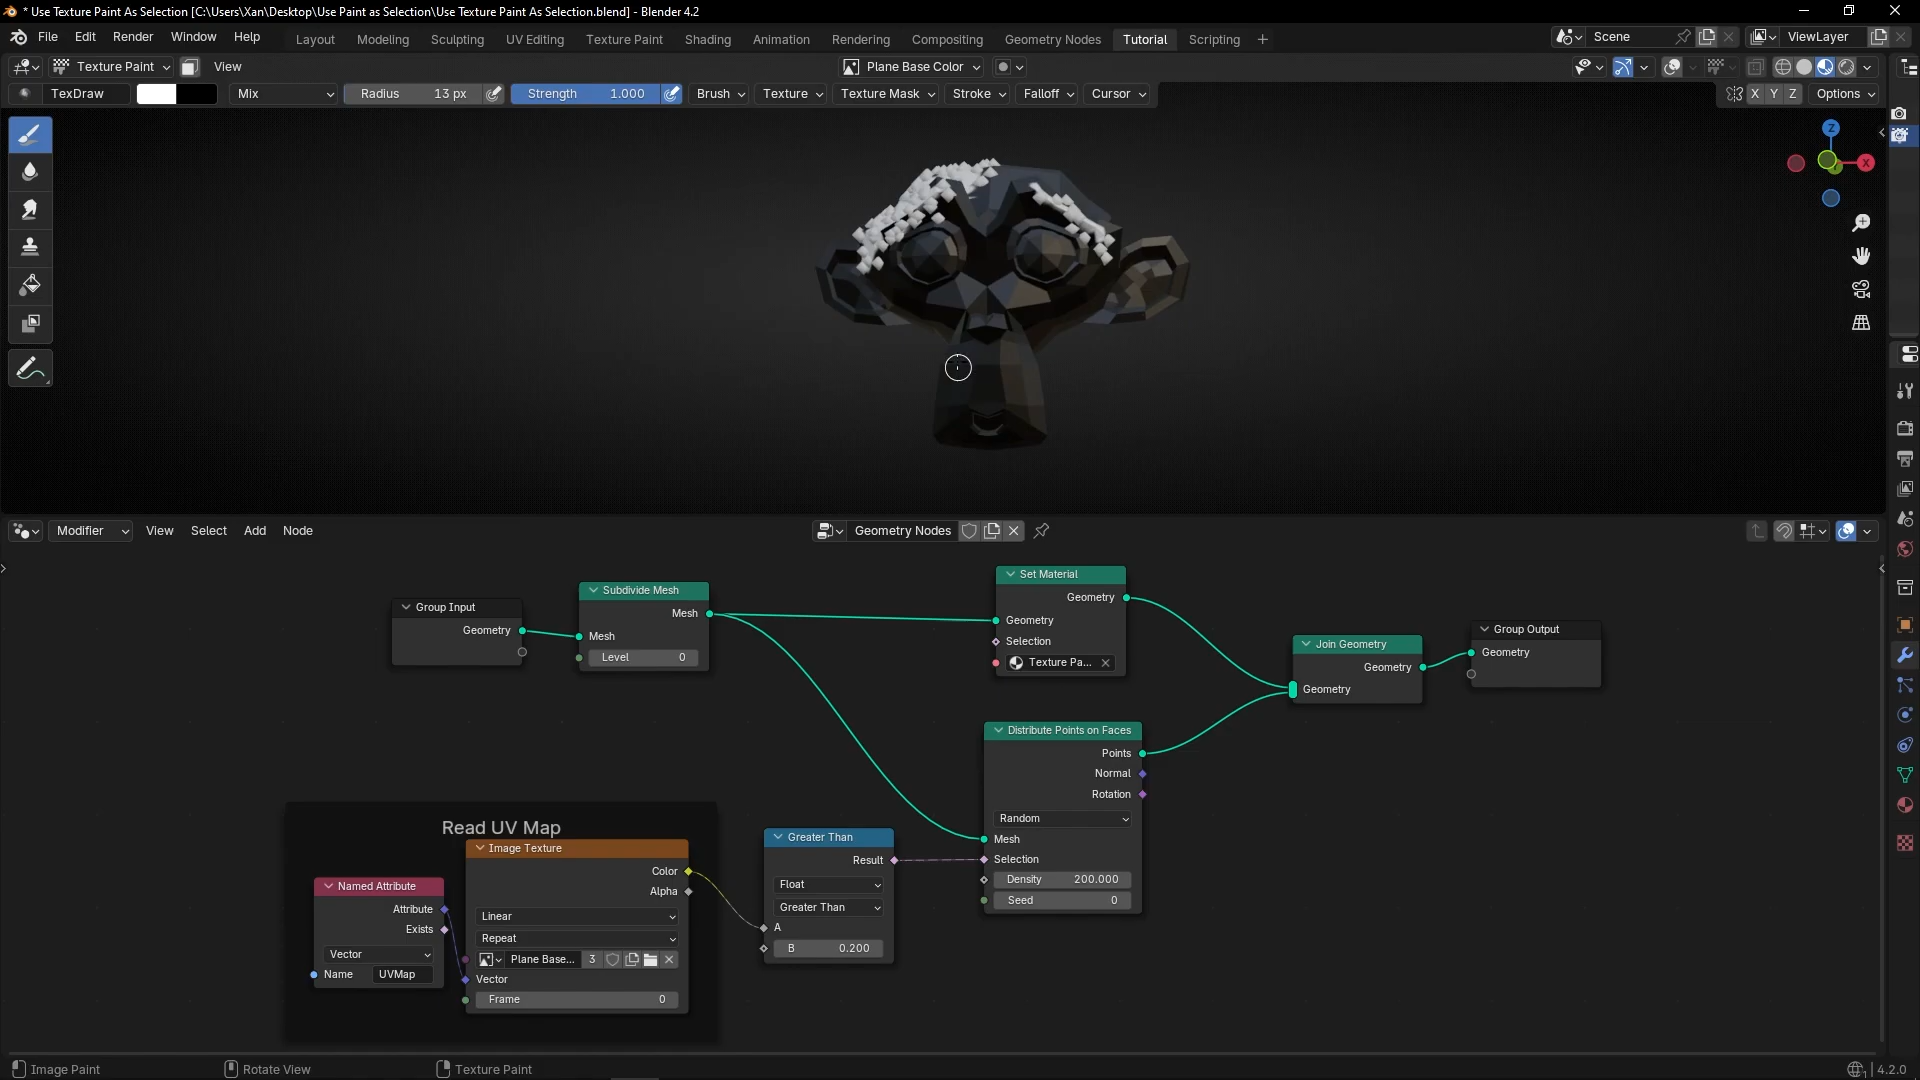 * Use Texture Paint As Selection [C:\Users\Xan\Desktop\Use Paint as Selection\Use Texture Paint As Selection.blend] - Blender 4.2
File Edit Render Window Help Layout Modeling Sculpting UV Editing Texture Paint Shading Animation Rendering Compositing Geometry Nodes Tutorial Scripting + Scene ViewLayer
Texture Paint View Plane Base Color
TexDraw Mix Radius 13 px Strength 1.000 Brush Texture Texture Mask Stroke Falloff Cursor X Y Z Options
Z
X
Modifier View Select Add Node Geometry Nodes
Group Input
Geometry
Subdivide Mesh
Mesh
Mesh
Level 0
Set Material
Geometry
Geometry
Selection
Texture Pa...
Join Geometry
Geometry
Geometry
Group Output
Geometry
Distribute Points on Faces
Points
Normal
Rotation
Random
Mesh
Selection
Density 200.000
Seed 0
Read UV Map
Named Attribute
Attribute
Exists
Vector
Name UVMap
Image Texture
Color
Alpha
Linear
Repeat
Plane Base... 3
Vector
Frame 0
Greater Than
Result
Float
Greater Than
A
B 0.200
Image Paint Rotate View Texture Paint 4.2.0